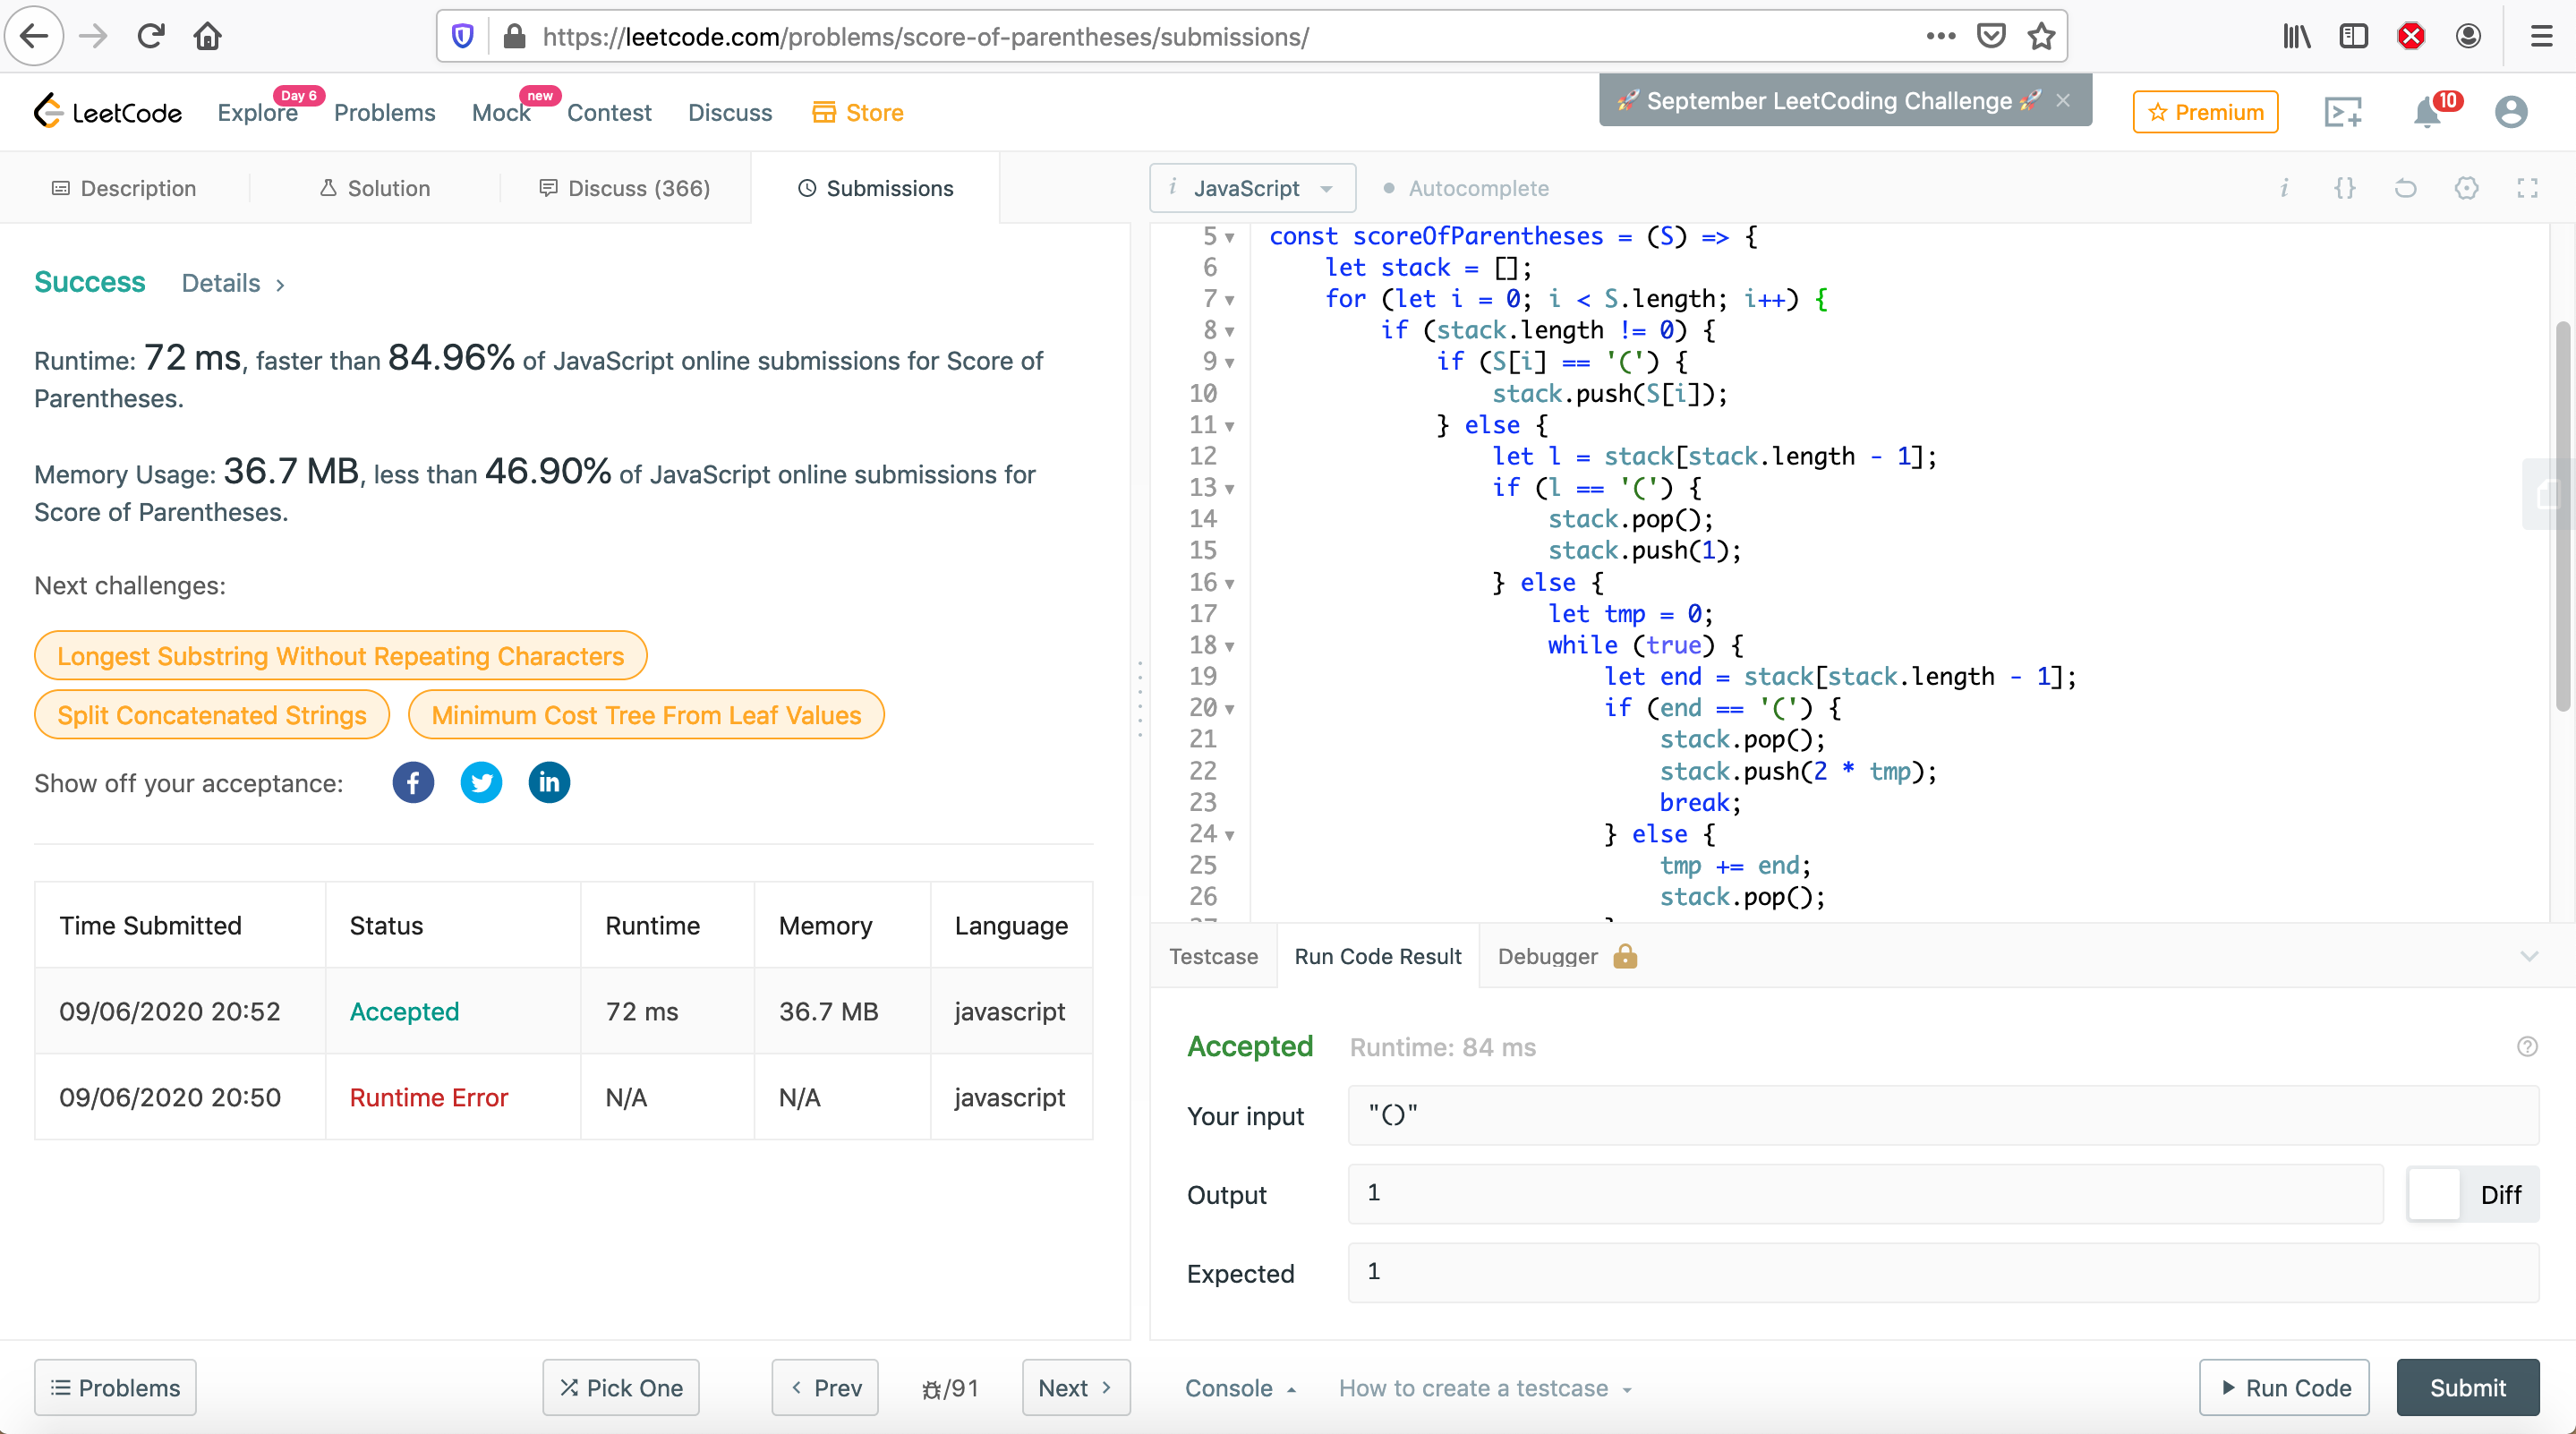 https://leetcode.com/problems/score-of-parentheses/submissions/
LeetCode
Explore
Day 6
Problems
Mock
new
Contest
Discuss
Store
🚀 September LeetCoding Challenge 🚀 ×
Premium
10
Description
Solution
Discuss (366)
Submissions
i JavaScript
Autocomplete
Success Details >
Runtime: 72 ms, faster than 84.96% of JavaScript online submissions for Score of
Parentheses.
Memory Usage: 36.7 MB, less than 46.90% of JavaScript online submissions for
Score of Parentheses.
Next challenges:
Longest Substring Without Repeating Characters
Split Concatenated Strings
Minimum Cost Tree From Leaf Values
Show off your acceptance:
Time Submitted Status Runtime Memory Language
09/06/2020 20:52 Accepted 72 ms 36.7 MB javascript
09/06/2020 20:50 Runtime Error N/A N/A javascript
5 const scoreOfParentheses = (S) => {
6 let stack = [];
7 for (let i = 0; i < S.length; i++) {
8 if (stack.length != 0) {
9 if (S[i] == '(') {
10 stack.push(S[i]);
11 } else {
12 let l = stack[stack.length - 1];
13 if (l == '(') {
14 stack.pop();
15 stack.push(1);
16 } else {
17 let tmp = 0;
18 while (true) {
19 let end = stack[stack.length - 1];
20 if (end == '(') {
21 stack.pop();
22 stack.push(2 * tmp);
23 break;
24 } else {
25 tmp += end;
26 stack.pop();
Testcase
Run Code Result
Debugger
Accepted Runtime: 84 ms
Your input "()"
Output 1
Diff
Expected 1
Problems
Pick One
< Prev
/91
Next >
Console
How to create a testcase
Run Code
Submit